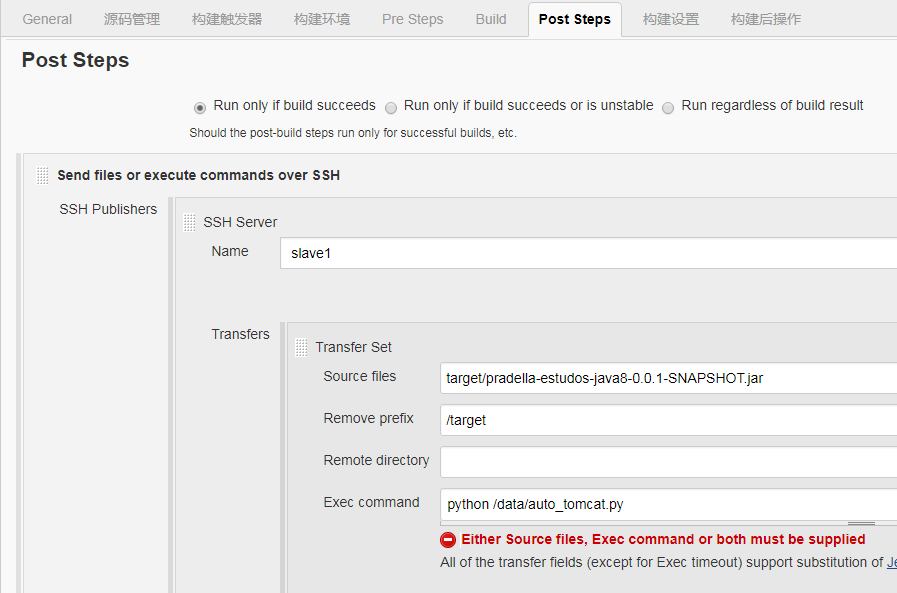 General 源码管理 构建触发器 构建环境 Pre Steps Build Post Steps 构建设置 构建后操作
Post Steps
Run only if build succeeds Run only if build succeeds or is unstable Run regardless of build result
Should the post-build steps run only for successful builds, etc.
Send files or execute commands over SSH
SSH Publishers
SSH Server
Name slave1
Transfers
Transfer Set
Source files target/pradella-estudos-java8-0.0.1-SNAPSHOT.jar
Remove prefix /target
Remote directory
Exec command python /data/auto_tomcat.py
Either Source files, Exec command or both must be supplied
All of the transfer fields (except for Exec timeout) support substitution of